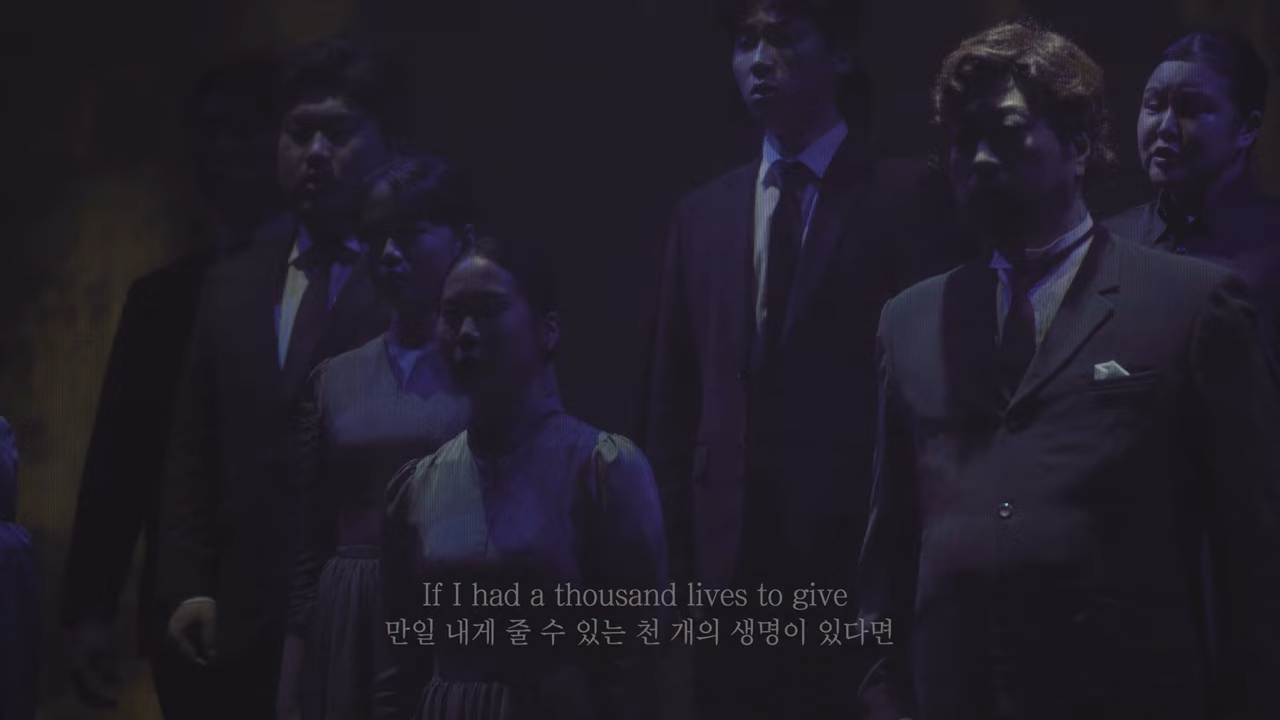 If I had a thousand lives to give
만일 내게 줄 수 있는 천 개의 생명이 있다면